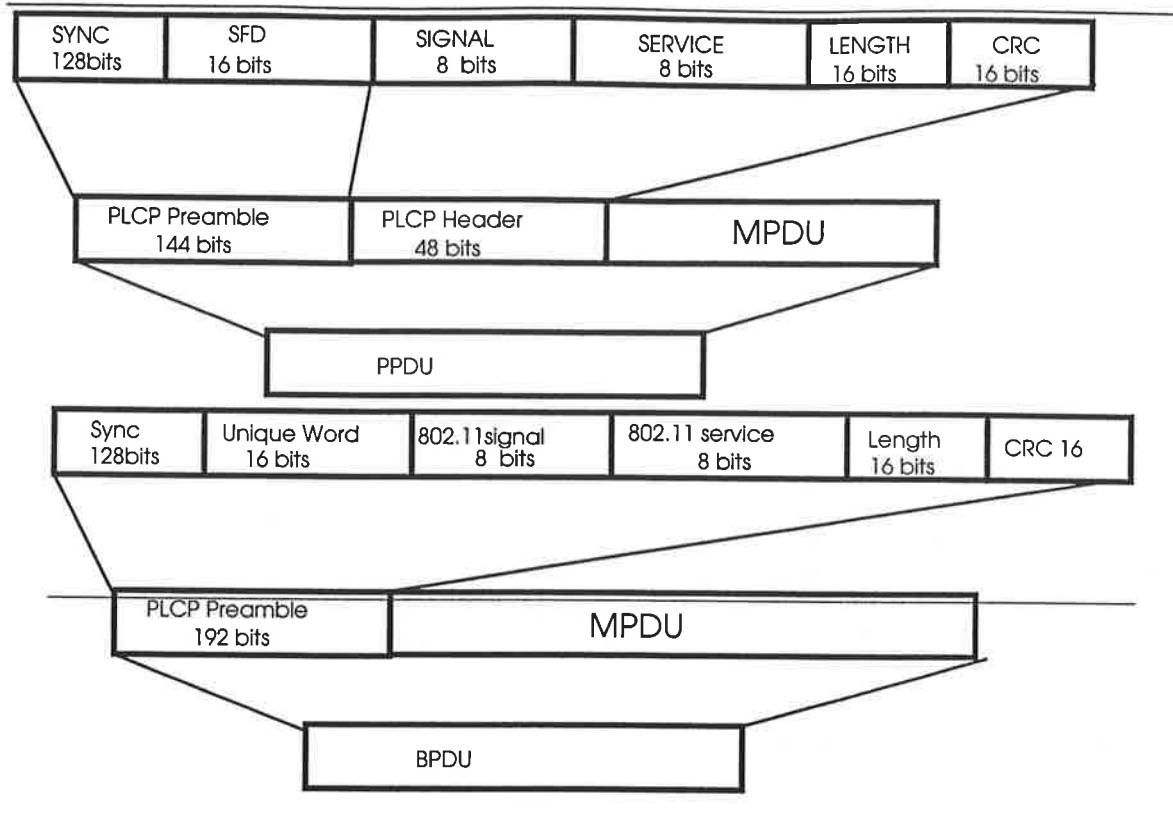 SYNC
128bits
SFD
16 bits
SIGNAL
8 bits
SERVICE
8 bits
LENGTH
16 bits
CRC
16 bits
PLCP Preamble
144 bits
PLCP Header
48 bits
MPDU
PPDU
Sync
128bits
Unique Word
16 bits
802.11signal
8 bits
802.11 service
8 bits
Length
16 bits
CRC 16
PLCP Preamble
192 bits
MPDU
BPDU